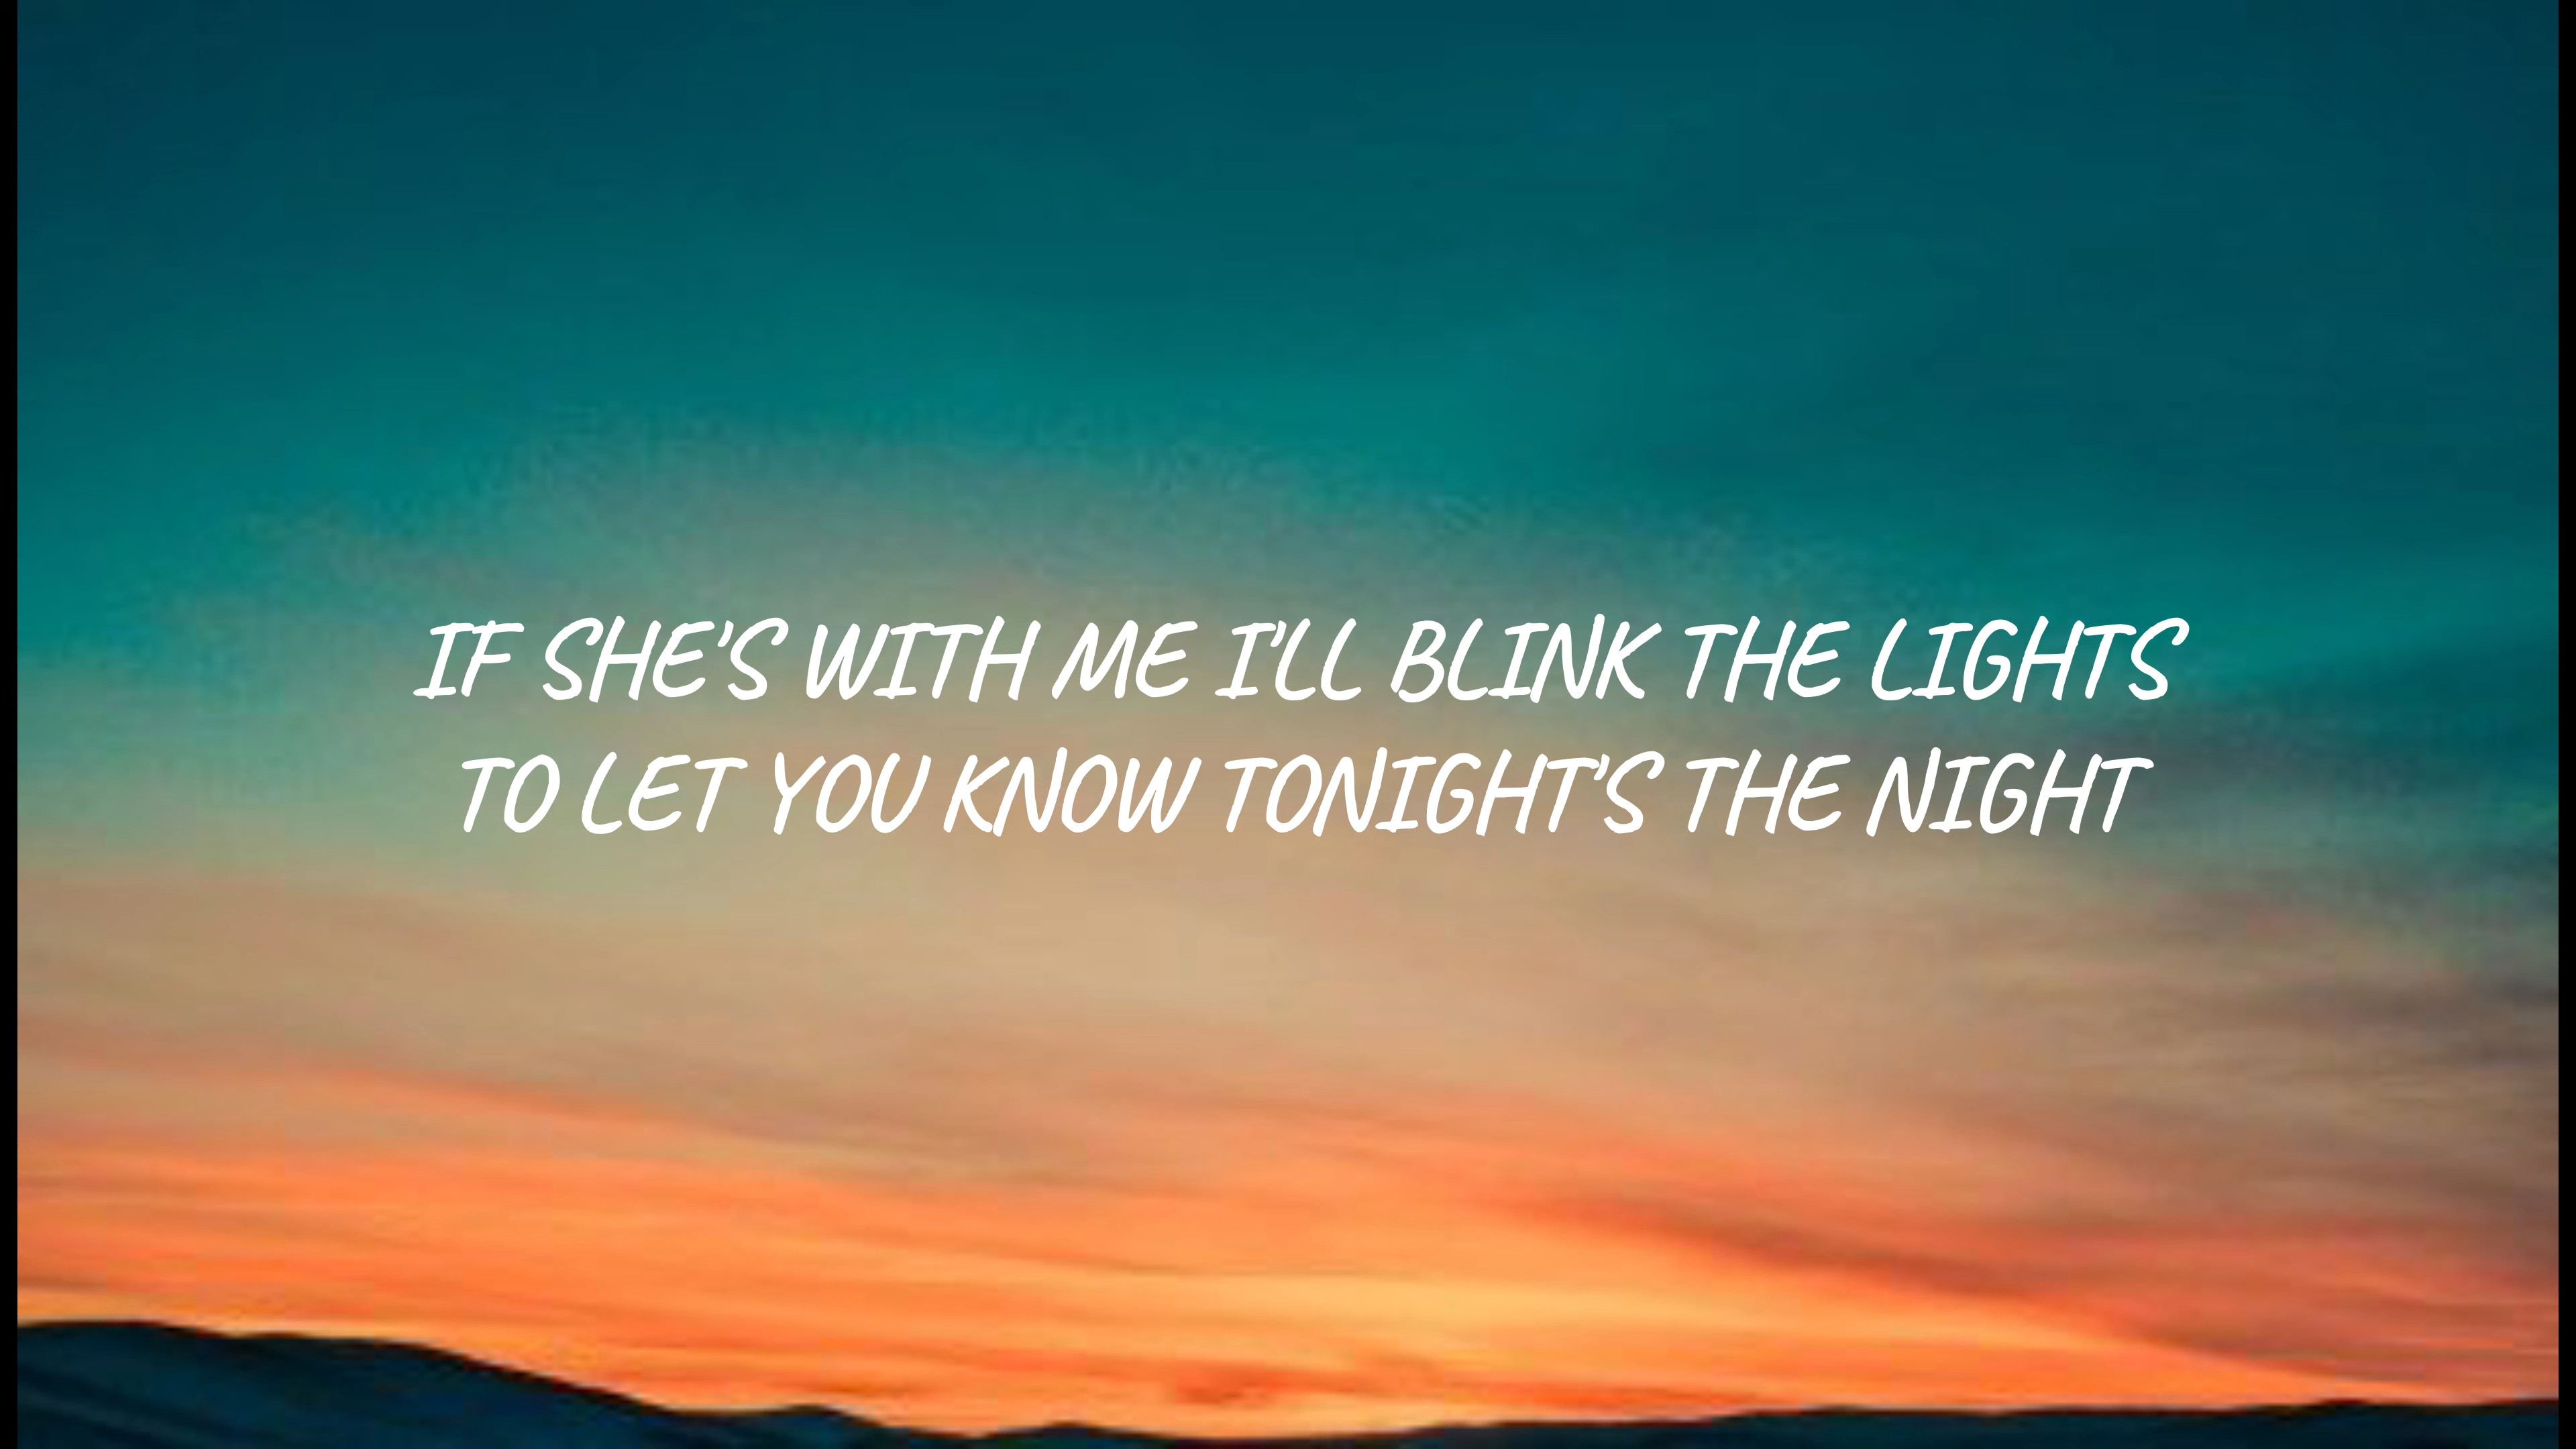 IF SHE'S WITH ME I'LL BLINK THE LIGHTS
TO LET YOU KNOW TONIGHT'S THE NIGHT